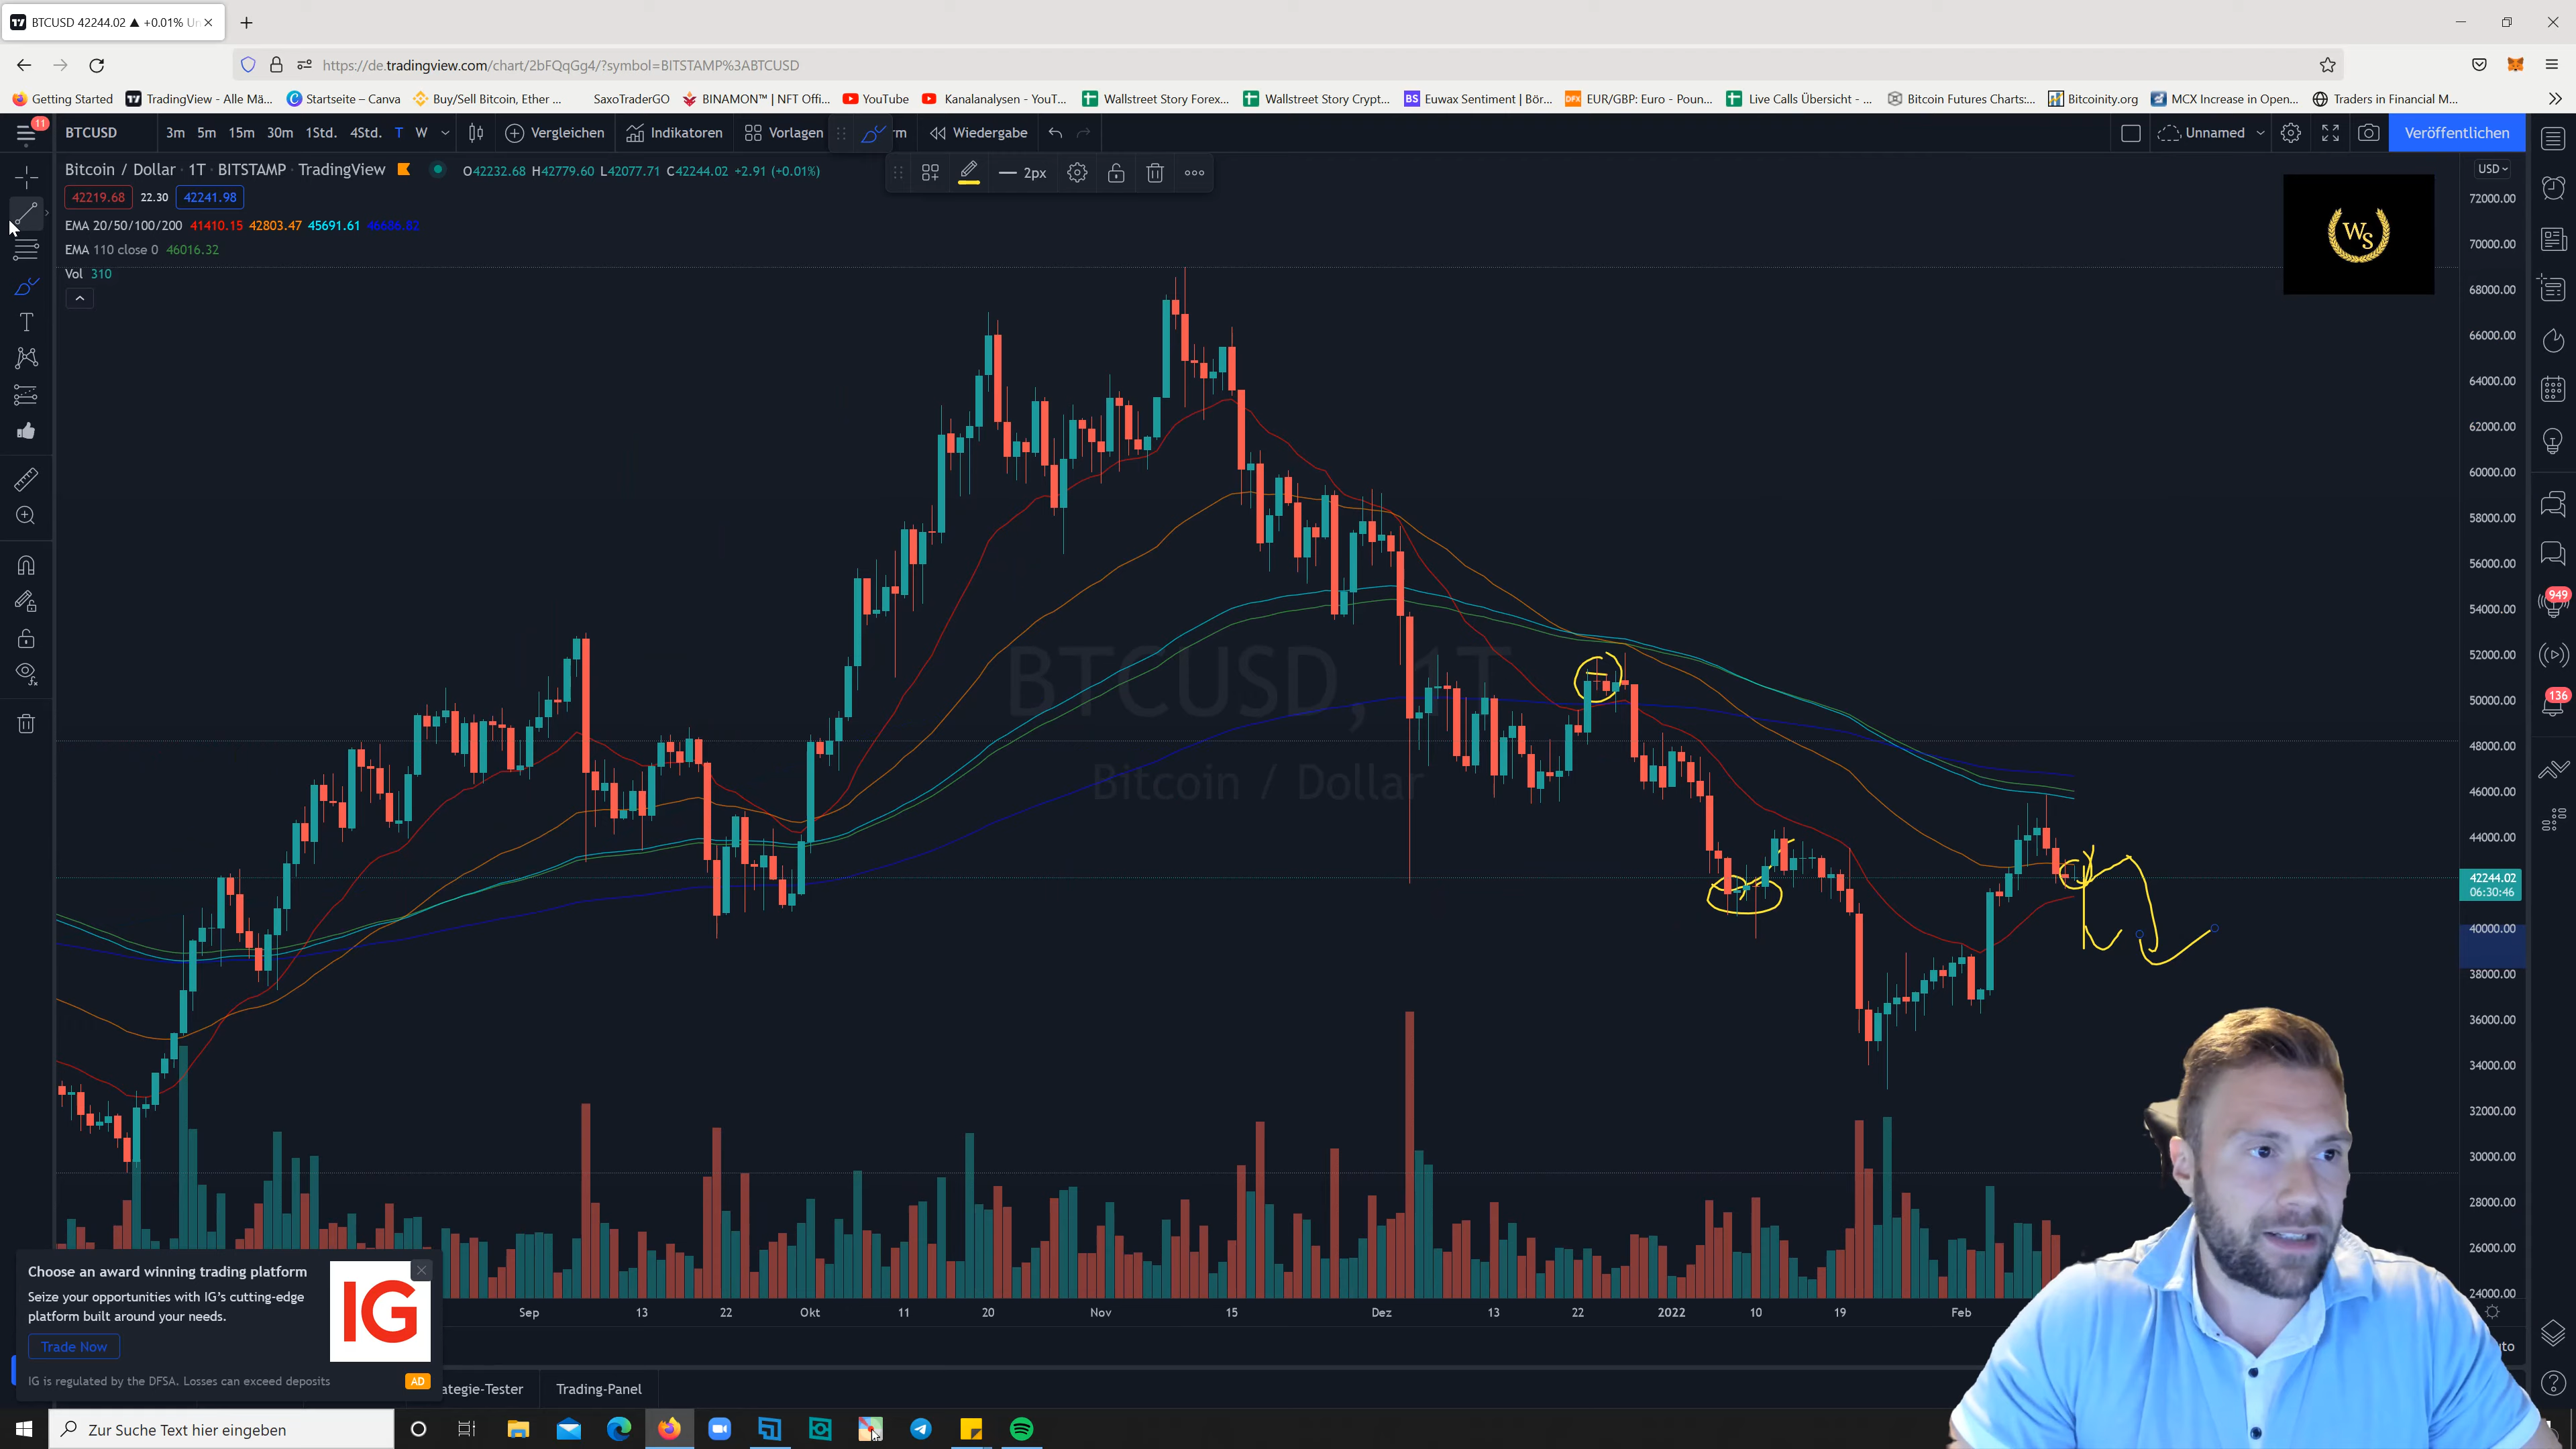 BTCUSD 42244.02 ▲ +0.01% Un
https://de.tradingview.com/chart/2bFQqGg4/?symbol=BITSTAMP%3ABTCUSD
Getting Started TradingView - Alle Mä... Startseite – Canva Buy/Sell Bitcoin, Ether ... SaxoTraderGO BINAMON™ | NFT Offi... YouTube Kanalanalysen - YouT... Wallstreet Story Forex... Wallstreet Story Crypt... BS Euwax Sentiment | Bör... DFX EUR/GBP: Euro - Poun... Live Calls Übersicht - ... Bitcoin Futures Charts:... Bitcoinity.org MCX Increase in Open... Traders in Financial M...
11 BTCUSD 3m 5m 15m 30m 1Std. 4Std. T W Vergleichen Indikatoren Vorlagen rm Wiedergabe Unnamed Veröffentlichen
Bitcoin / Dollar · 1T · BITSTAMP · TradingView O42232.68 H42779.60 L42077.71 C42244.02 +2.91 (+0.01%)
2px
USD
42219.68 22.30 42241.98
EMA 20/50/100/200 41410.15 42803.47 45691.61 46686.82
EMA 110 close 0 46016.32
Vol 310
WS
72000.00
70000.00
68000.00
66000.00
64000.00
62000.00
60000.00
58000.00
56000.00
54000.00
52000.00
50000.00
48000.00
46000.00
44000.00
42244.02
06:30:46
40000.00
38000.00
36000.00
34000.00
32000.00
30000.00
28000.00
26000.00
24000.00
949
136
BTCUSD, 1T
Bitcoin / Dollar
Sep 13 22 Okt 11 20 Nov 15 Dez 13 22 2022 10 19 Feb
Choose an award winning trading platform
Seize your opportunities with IG's cutting-edge
platform built around your needs.
IG
Trade Now
IG is regulated by the DFSA. Losses can exceed deposits
AD
ategie-Tester Trading-Panel
uto
Zur Suche Text hier eingeben